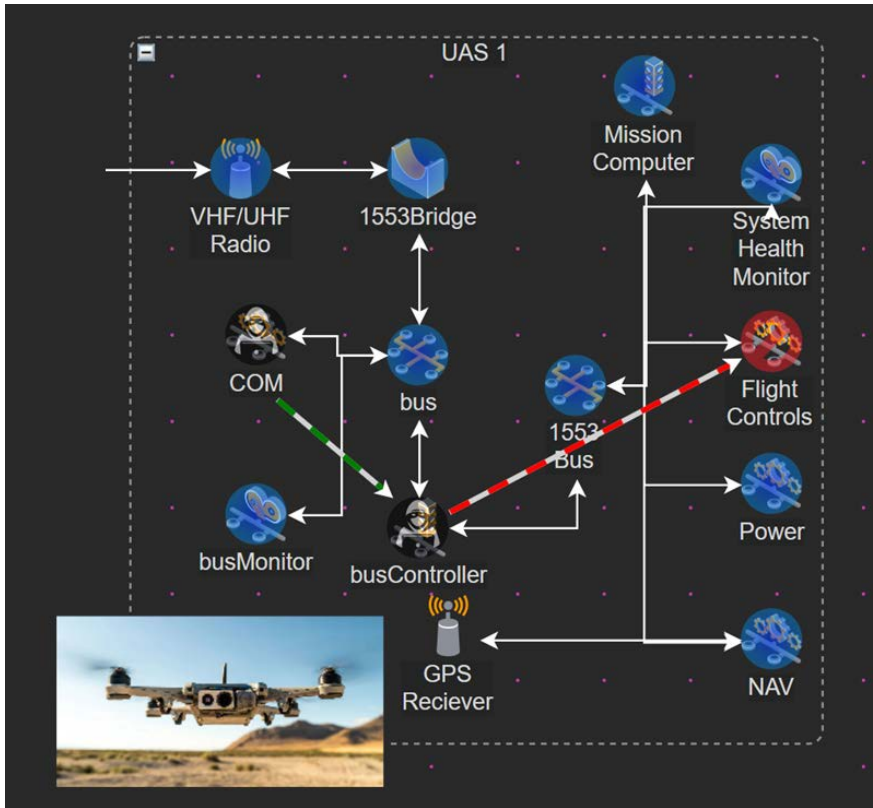 UAS 1
Mission
Computer
VHF/UHF
Radio
1553Bridge
System
Health
Monitor
COM
bus
1553
Bus
Flight
Controls
busMonitor
busController
Power
GPS
Reciever
NAV